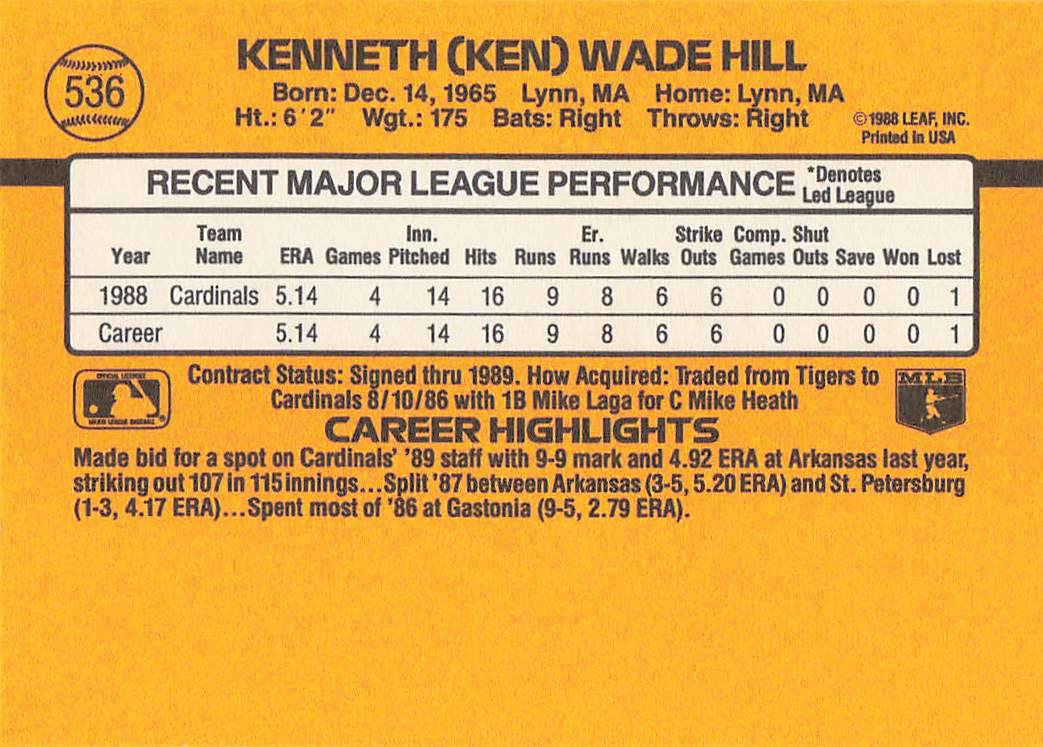 536
KENNETH (KEN) WADE HILL
Born: Dec. 14, 1965 Lynn, MA Home: Lynn, MA
Ht.: 6'2" Wgt.: 175 Bats: Right Throws: Right
©1988 LEAF, INC.
Printed in USA
RECENT MAJOR LEAGUE PERFORMANCE *Denotes
Led League
Team Inn. Er. Strike Comp. Shut
Year Name ERA Games Pitched Hits Runs Runs Walks Outs Games Outs Save Won Lost
1988 Cardinals 5.14 4 14 16 9 8 6 6 0 0 0 0 1
Career 5.14 4 14 16 9 8 6 6 0 0 0 0 1
OFFICIAL LICENSEE
MAJOR LEAGUE BASEBALL
Contract Status: Signed thru 1989. How Acquired: Traded from Tigers to
Cardinals 8/10/86 with 1B Mike Laga for C Mike Heath
MLB
CAREER HIGHLIGHTS
Made bid for a spot on Cardinals' '89 staff with 9-9 mark and 4.92 ERA at Arkansas last year,
striking out 107 in 115 innings...Split '87 between Arkansas (3-5, 5.20 ERA) and St. Petersburg
(1-3, 4.17 ERA)...Spent most of '86 at Gastonia (9-5, 2.79 ERA).